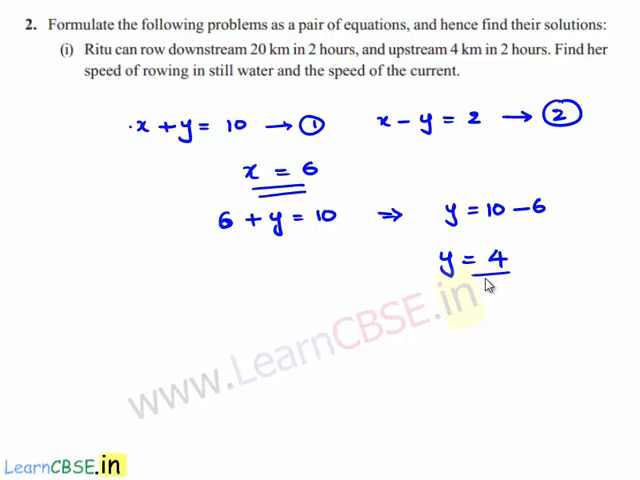 2. Formulate the following problems as a pair of equations, and hence find their solutions:
(i) Ritu can row downstream 20 km in 2 hours, and upstream 4 km in 2 hours. Find her
speed of rowing in still water and the speed of the current.
x + y = 10 → ① x - y = 2 → ②
x = 6
6 + y = 10 ⇒ y = 10 - 6
y = 4
www.LearnCBSE.in
LearnCBSE.in